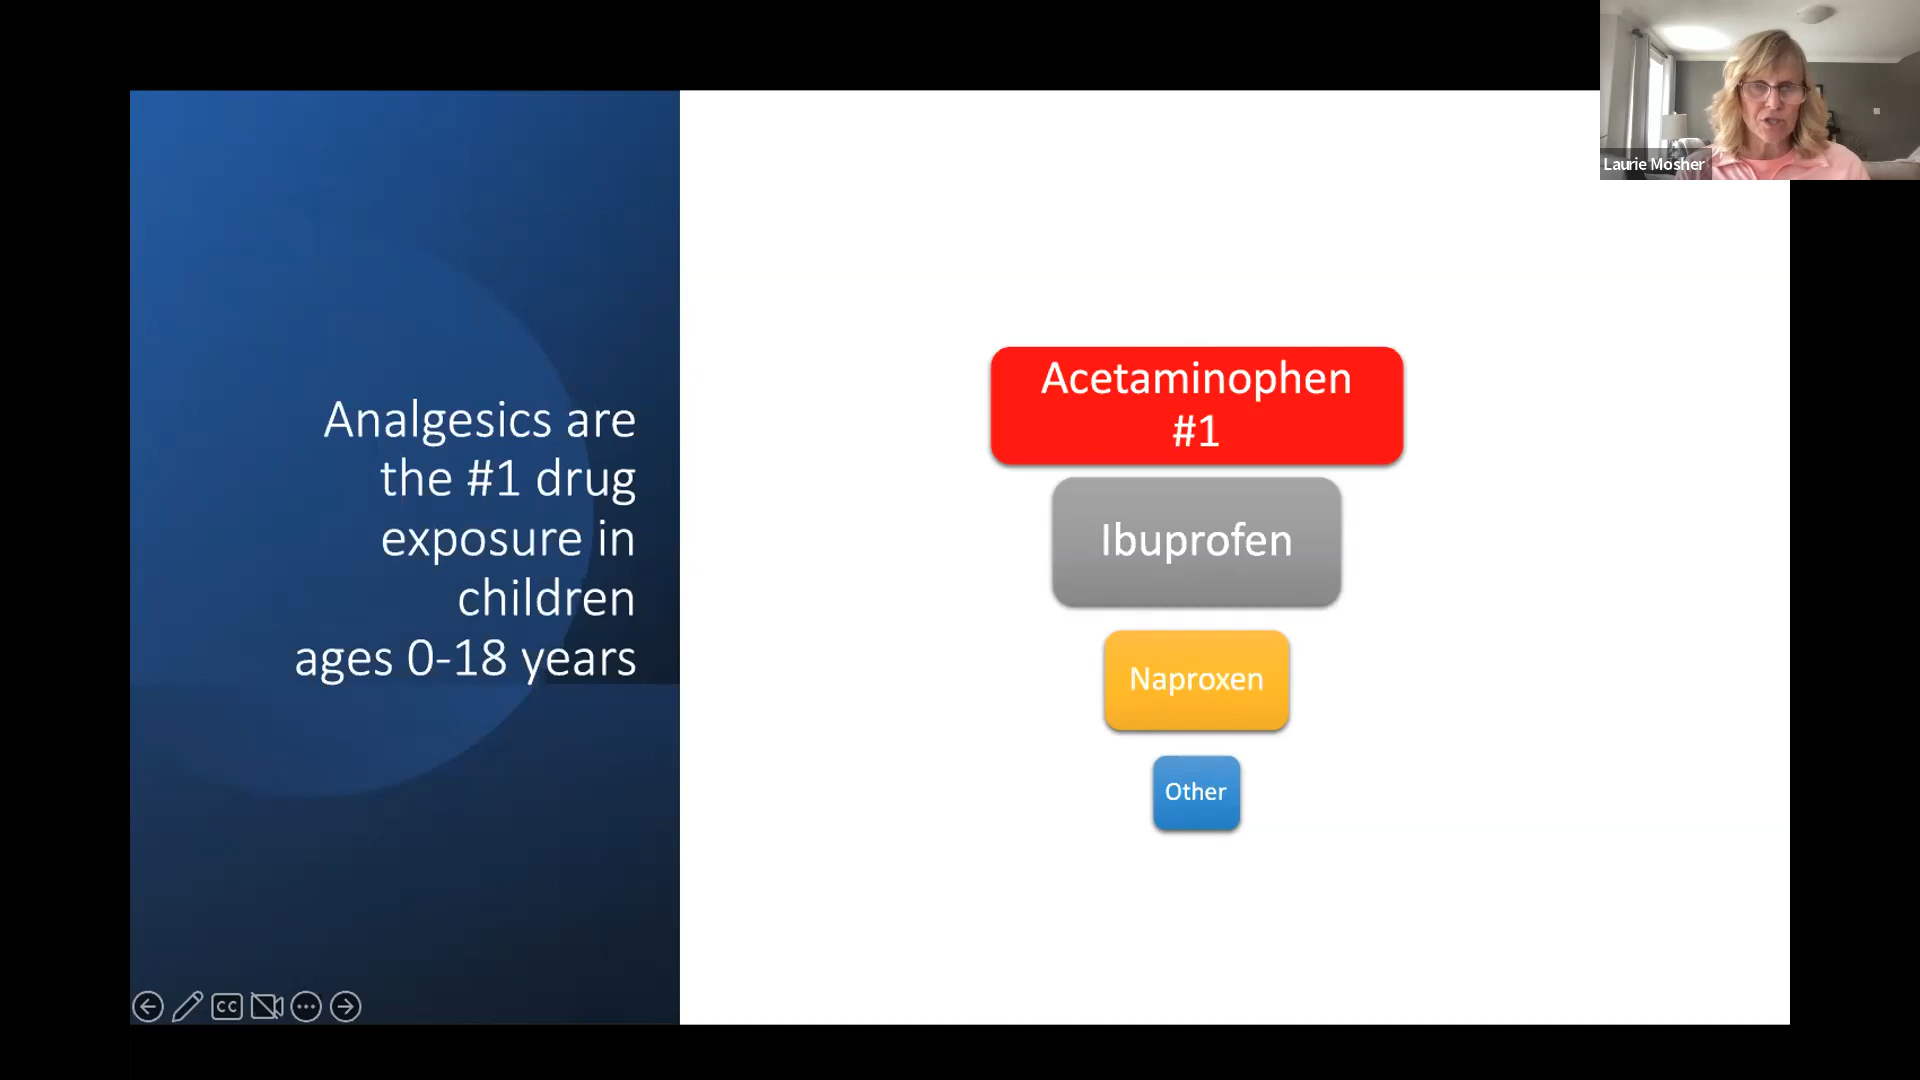 Laurie Mosher
Analgesics are
the #1 drug
exposure in
children
ages 0-18 years
Acetaminophen
#1
Ibuprofen
Naproxen
Other
CC